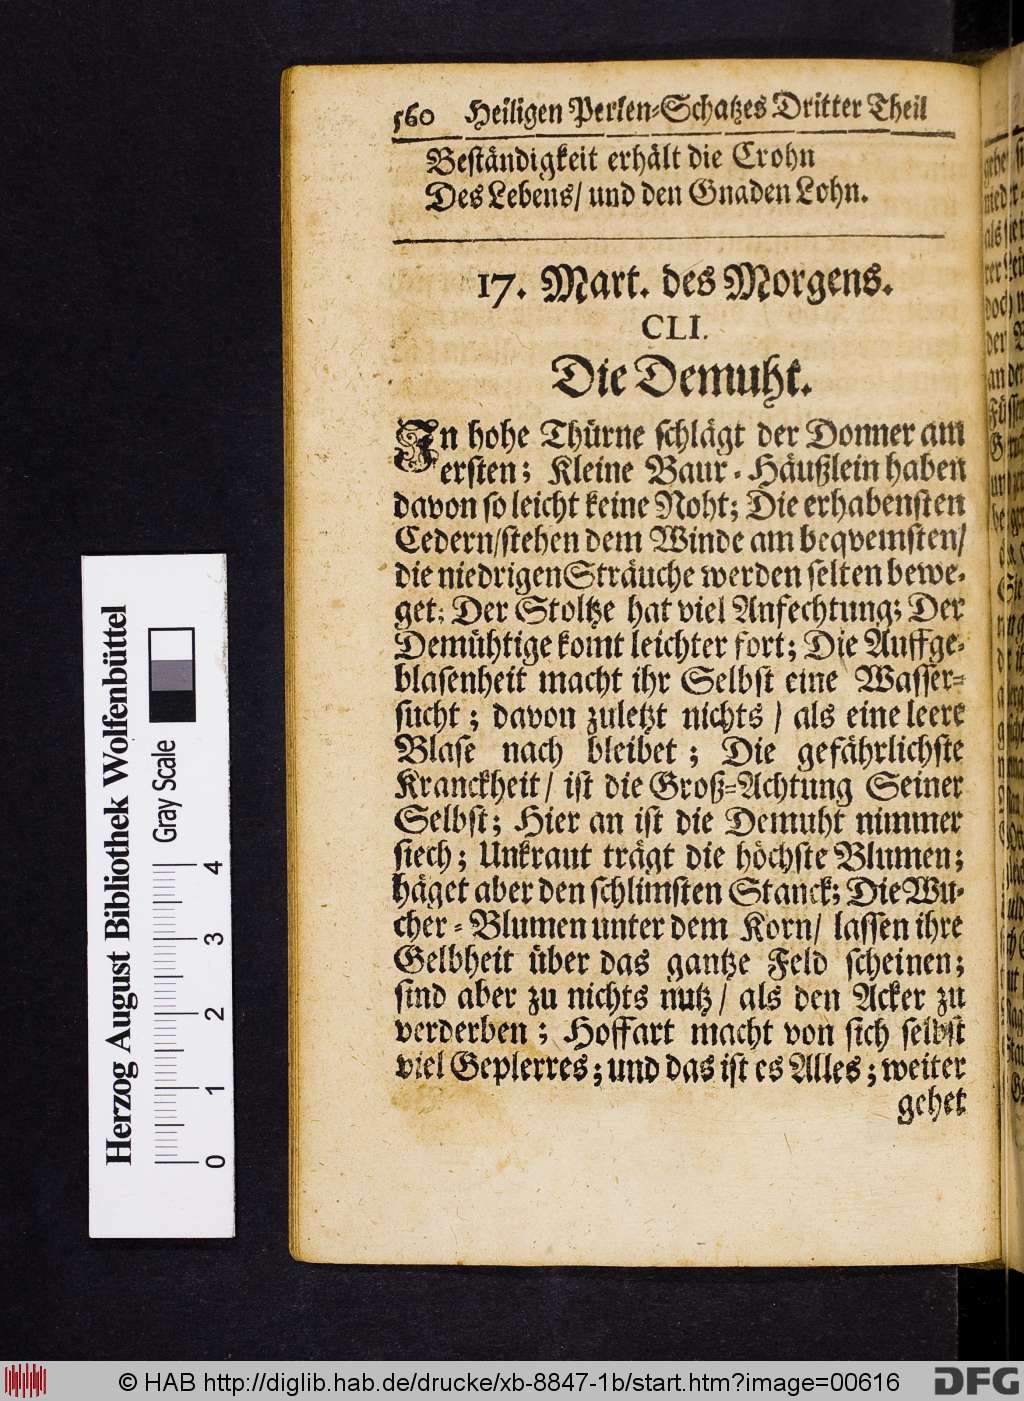 560 Heiligen Perlen-Schatzes Dritter Theil
Beständigkeit erhält die Crohn
Des Lebens/ und den Gnaden Lohn.
17. Mart. des Morgens.
CLI.
Die Demuht.
In hohe Thürne schlägt der Donner am
ersten; Kleine Baur-Häußlein haben
davon so leicht keine Noht; Die erhabensten
Cedern/stehen dem Winde am beqvemsten/
die niedrigen Sträuche werden selten bewe-
get; Der Stoltze hat viel Anfechtung; Der
Demühtige komt leichter fort; Die Auffge-
blasenheit macht ihr Selbst eine Wasser-
sucht; davon zuletzt nichts / als eine leere
Blase nach bleibet; Die gefährlichste
Kranckheit/ ist die Groß-Achtung Seiner
Selbst; Hier an ist die Demuht nimmer
siech; Unkraut trägt die höchste Blumen;
häget aber den schlimsten Stanck; Die Wu-
cher-Blumen unter dem Korn/ lassen ihre
Gelbheit über das gantze Feld scheinen;
sind aber zu nichts nutz/ als den Acker zu
verderben; Hoffart macht von sich selbst
viel Geplerres; und das ist es Alles; weiter
gehet
Herzog August Bibliothek Wolfenbüttel
Gray Scale
0 1 2 3 4
© HAB http://diglib.hab.de/drucke/xb-8847-1b/start.htm?image=00616
DFG